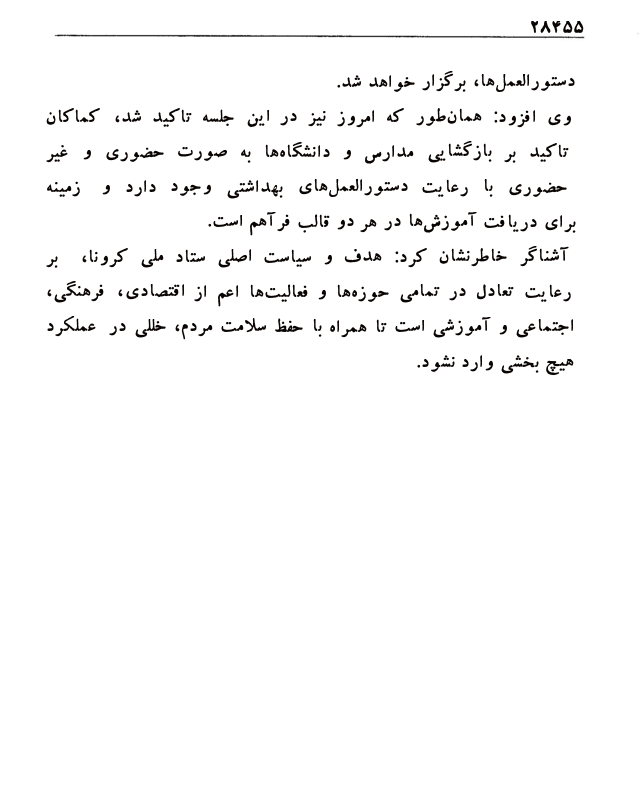 ۲۸۴۵۵
دستورالعمل‌ها، برگزار خواهد شد.
وی افزود: همان‌طور که امروز نیز در این جلسه تاکید شد، کماکان
تاکید بر بازگشایی مدارس و دانشگاه‌ها به صورت حضوری و غیر
حضوری با رعایت دستورالعمل‌های بهداشتی وجود دارد و زمینه
برای دریافت آموزش‌ها در هر دو قالب فرآهم است.
آشناگر خاطرنشان کرد: هدف و سیاست اصلی ستاد ملی کرونا، بر
رعایت تعادل در تمامی حوزه‌ها و فعالیت‌ها اعم از اقتصادی، فرهنگی،
اجتماعی و آموزشی است تا همراه با حفظ سلامت مردم، خللی در عملکرد
هیچ بخشی وارد نشود.